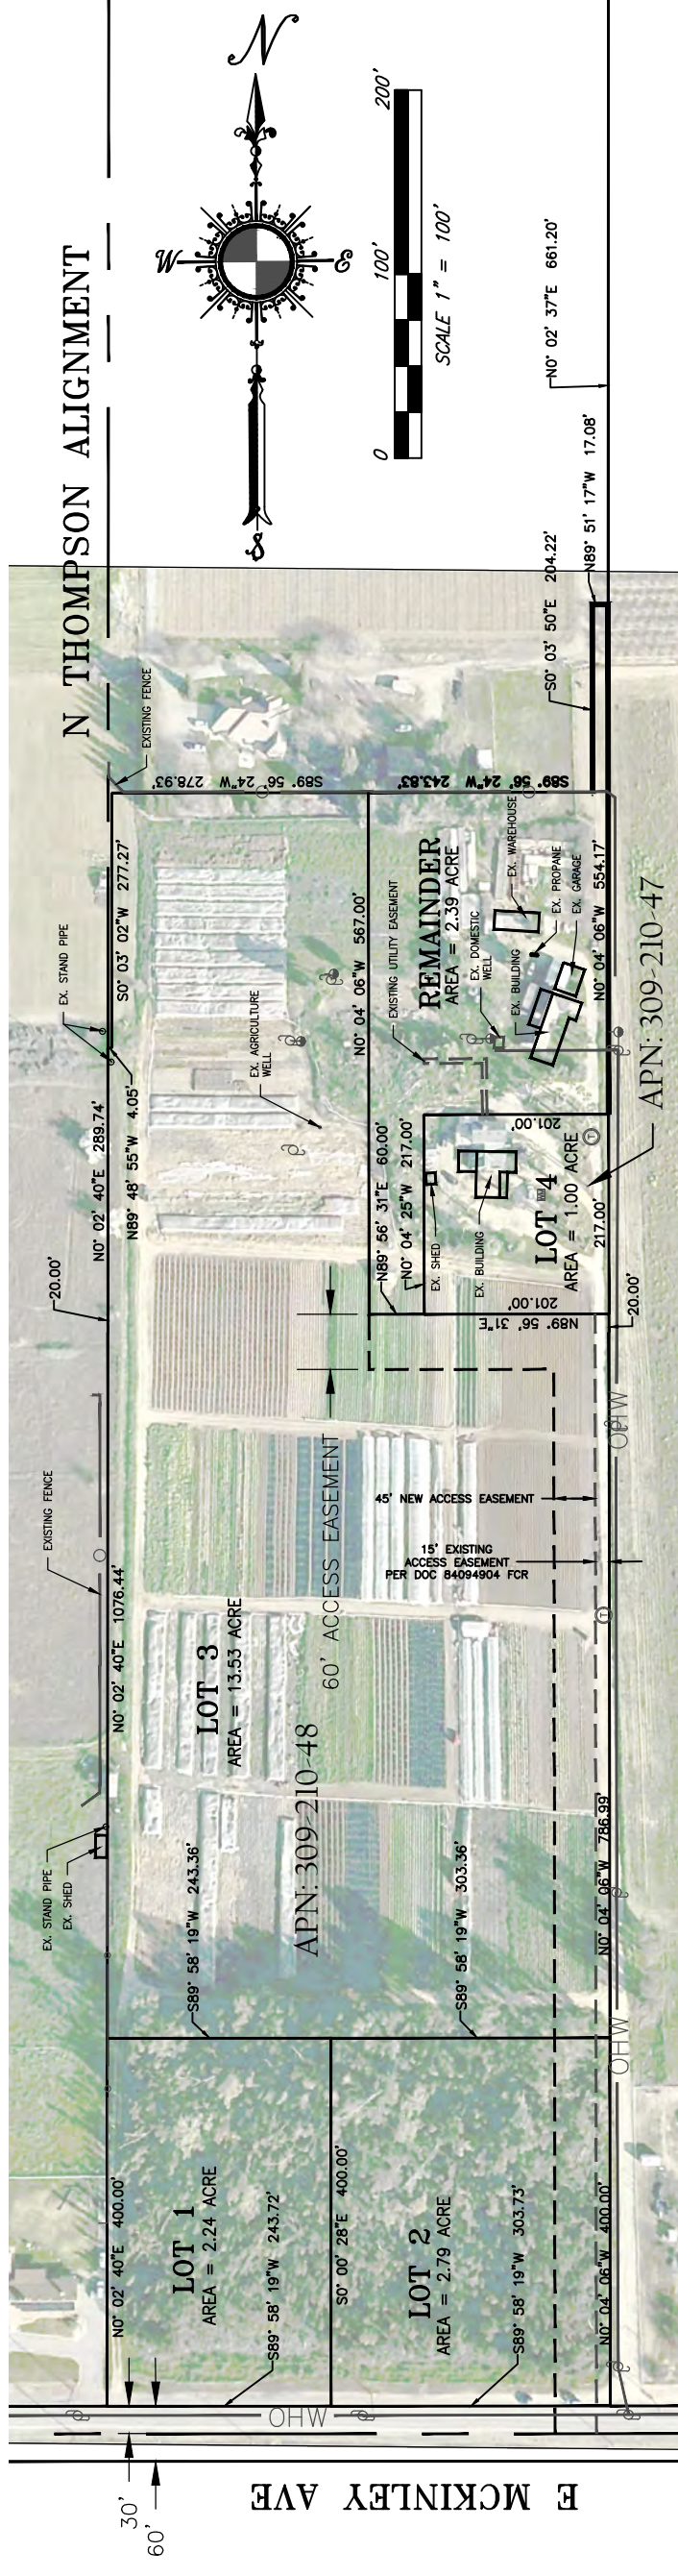 N
W
E
S
200'
100'
0
SCALE 1" = 100'
N THOMPSON ALIGNMENT
N0° 02' 37"E 661.20'
N89° 51' 17"W 17.08'
S0° 03' 50"E 204.22'
EXISTING FENCE
S89° 56' 24"W 278.93'
S89° 56' 24"W 243.83'
EX. STAND PIPE
S0° 03' 02"W 277.27'
N0° 02' 40"E 289.74'
N89° 48' 55"W 4.05'
20.00'
EX. AGRICULTURE
WELL
N0° 04' 06"W 567.00'
EXISTING UTILITY EASEMENT
REMAINDER
AREA = 2.39 ACRE
EX. DOMESTIC
WELL
EX. WAREHOUSE
EX. BUILDING
EX. PROPANE
EX. GARAGE
N0° 04' 06"W 554.17'
APN: 309-210-47
N89° 56' 31"E 60.00'
N0° 04' 25"W 217.00'
201.00'
EX. SHED
EX. BUILDING
LOT 4
AREA = 1.00 ACRE
T
217.00'
201.00'
N89° 56' 31"E
20.00'
OHW
EXISTING FENCE
45' NEW ACCESS EASEMENT
15' EXISTING
ACCESS EASEMENT
PER DOC 84094904 FCR
60' ACCESS EASEMENT
T
N0° 02' 40"E 1076.44'
LOT 3
AREA = 13.53 ACRE
APN: 309-210-48
EX. STAND PIPE
EX. SHED
S89° 58' 19"W 243.36'
S89° 58' 19"W 303.36'
N0° 04' 06"W 786.99'
OHW
N0° 02' 40"E 400.00'
LOT 1
AREA = 2.24 ACRE
S89° 58' 19"W 243.72'
S0° 00' 28"E 400.00'
LOT 2
AREA = 2.79 ACRE
S89° 58' 19"W 303.73'
N0° 04' 06"W 400.00'
OHW
30'
60'
E MCKINLEY AVE